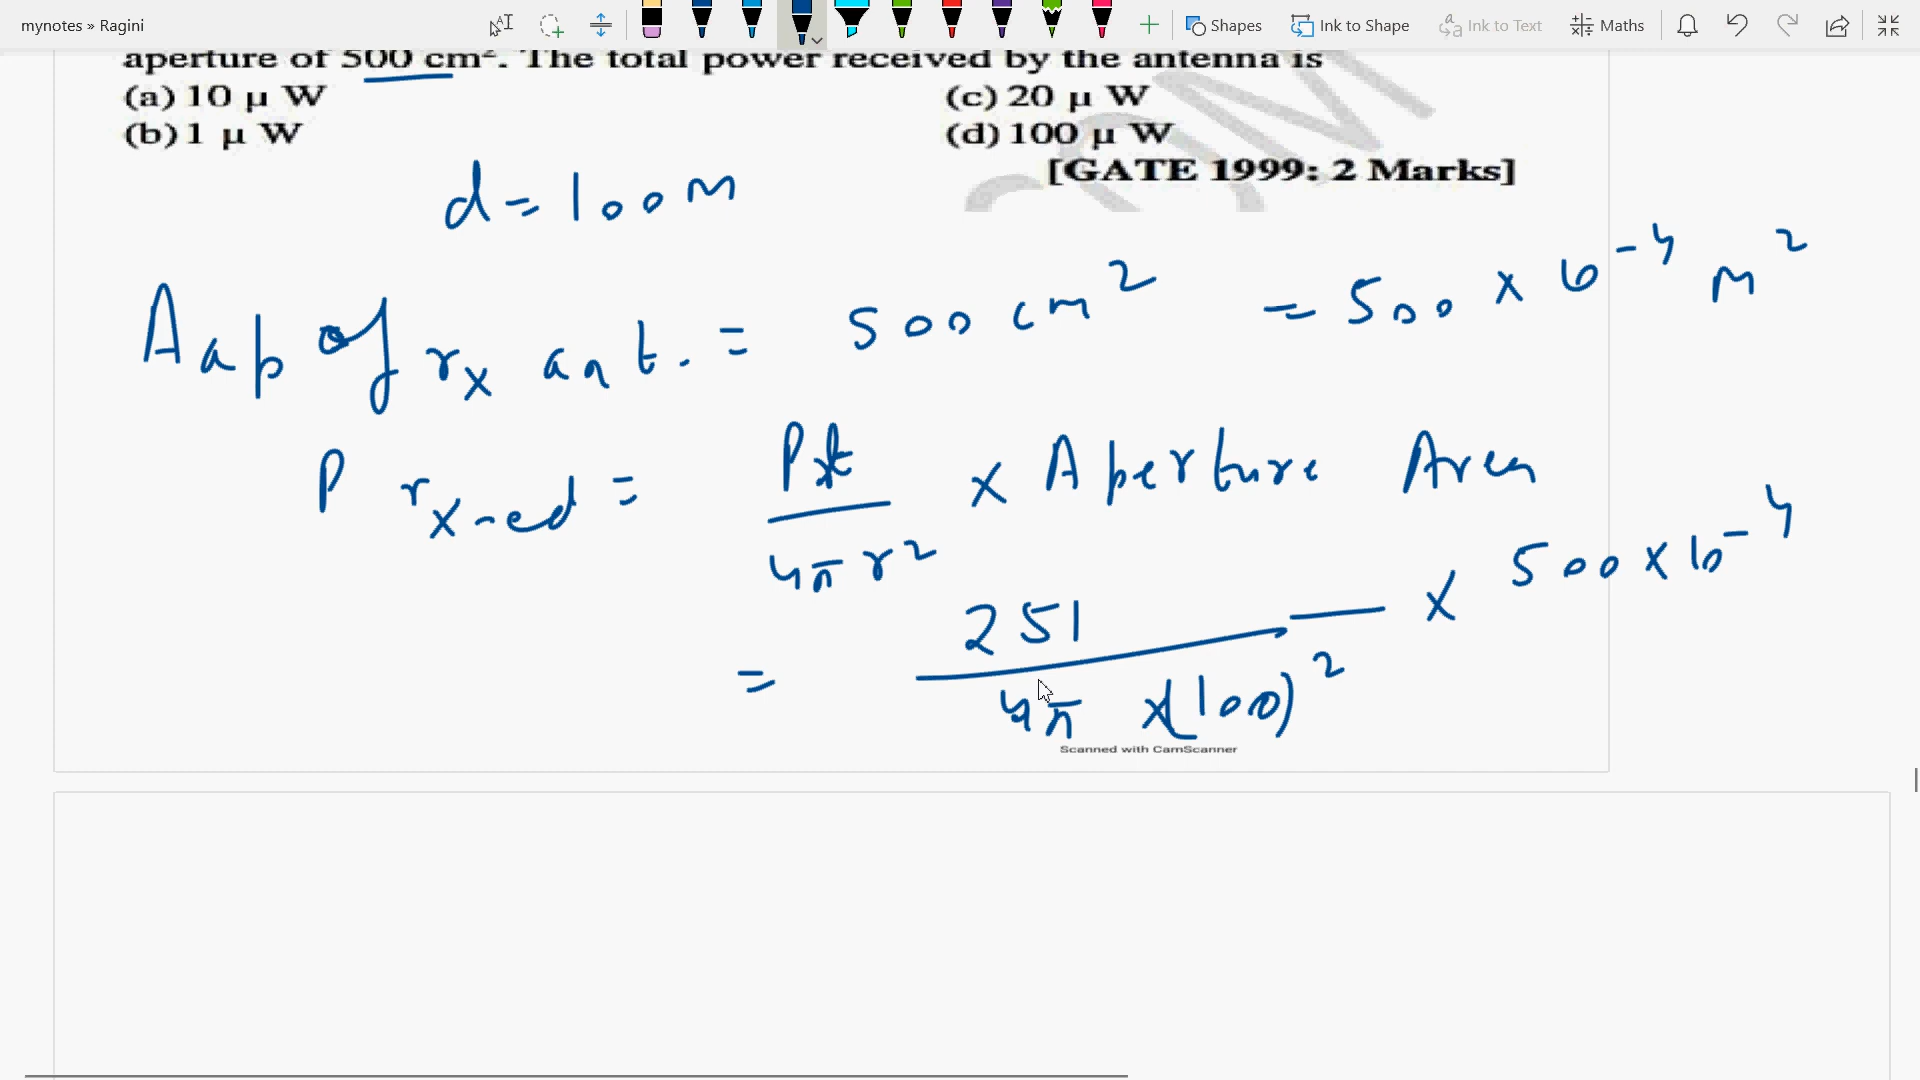 mynotes » Ragini
Shapes Ink to Shape Ink to Text Maths
aperture of 500 cm². The total power received by the antenna is
(a) 10 μ W (c) 20 μ W
(b) 1 μ W (d) 100 μ W
[GATE 1999: 2 Marks]
d = 100 m
A ap of rx ant. = 500 cm² = 500 × 10⁻⁴ m²
P rx-ed = Pt / 4π r² × Aperture Area
= 251 / 4π × (100)² × 500 × 10⁻⁴
Scanned with CamScanner